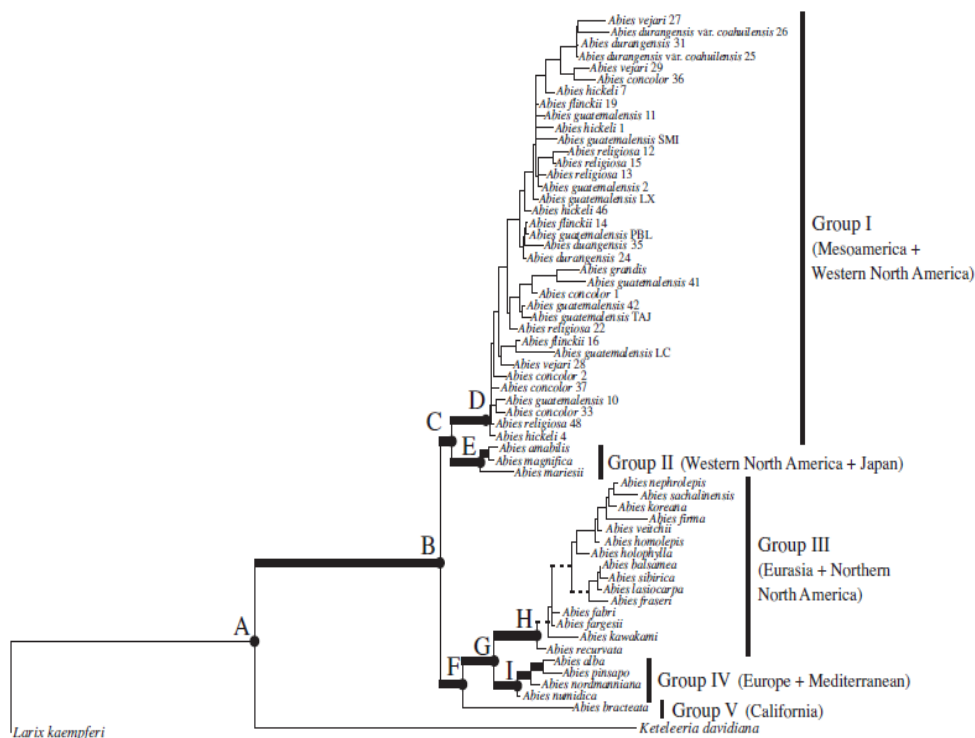 Abies vejari 27
Abies durangensis var. coahuilensis 26
Abies durangensis 31
Abies durangensis var. coahuilensis 25
Abies vejari 29
Abies concolor 36
Abies hickeli 7
Abies flinckii 19
Abies guatemalensis 11
Abies hickeli 1
Abies guatemalensis SMI
Abies religiosa 12
Abies religiosa 15
Abies religiosa 13
Abies guatemalensis 2
Abies guatemalensis LX
Abies hickeli 46
Abies flinckii 14
Abies guatemalensis PBL
Abies duangensis 35
Abies durangensis 24
Abies grandis
Abies guatemalensis 41
Abies concolor 1
Abies guatemalensis 42
Abies guatemalensis TAJ
Abies religiosa 22
Abies flinckii 16
Abies guatemalensis LC
Abies vejari 28
Abies concolor 2
Abies concolor 37
Abies guatemalensis 10
Abies concolor 33
Abies religiosa 48
Abies hickeli 4
Group I
(Mesoamerica +
Western North America)
D
C
E
Abies amabilis
Abies magnifica
Abies mariesii
Group II (Western North America + Japan)
Abies nephrolepis
Abies sachalinensis
Abies koreana
Abies firma
Abies veitchii
Abies homolepis
Abies holophylla
Abies balsamea
Abies sibirica
Abies lasiocarpa
Abies fraseri
Abies fabri
Abies fargesii
Abies kawakami
Abies recurvata
Group III
(Eurasia + Northern
North America)
B
A
H
G
F
I
Abies alba
Abies pinsapo
Abies nordmanniana
Abies numidica
Group IV (Europe + Mediterranean)
Abies bracteata
Group V (California)
Larix kaempferi
Keteleeria davidiana